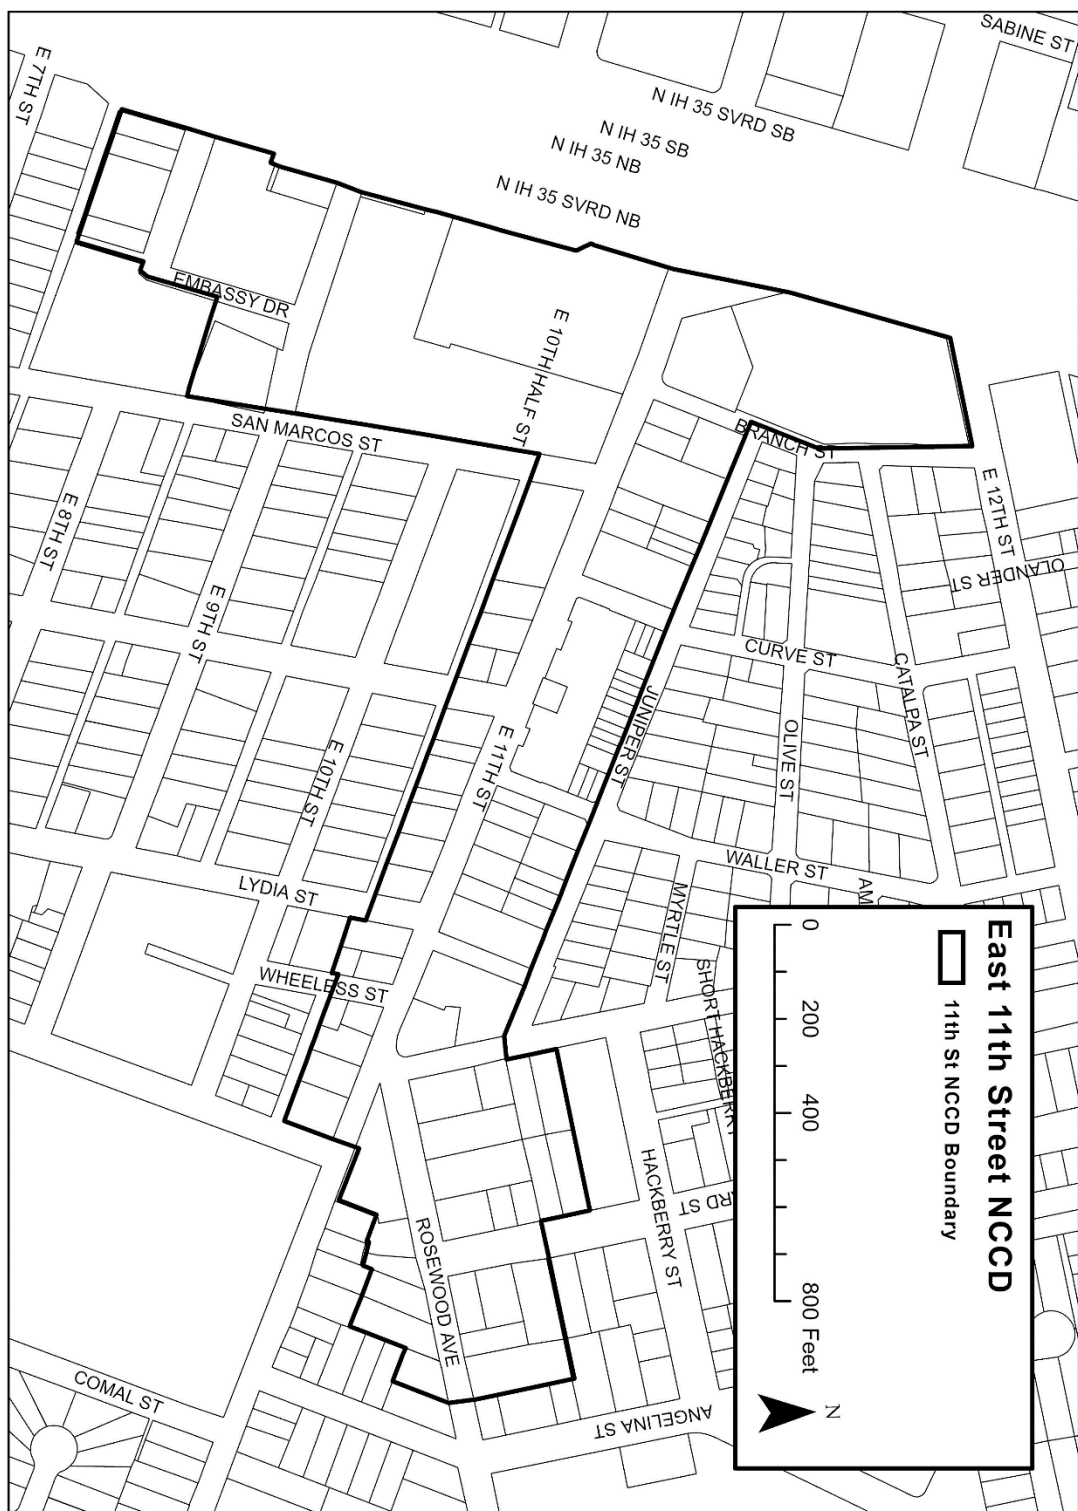 SABINE ST
N IH 35 SVRD SB
N IH 35 SB
N IH 35 NB
N IH 35 SVRD NB
E 7TH ST
EMBASSY DR
E 10TH HALF ST
SAN MARCOS ST
BRANCH ST
E 12TH ST
OLANDER ST
E 8TH ST
E 9TH ST
CURVE ST
CATALPA ST
JUNIPER ST
OLIVE ST
E 11TH ST
E 10TH ST
WALLER ST
LYDIA ST
MYRTLE ST
AM
WHEELESS ST
SHORT HACKBERRY
HACKBERRY ST
RD ST
ROSEWOOD AVE
COMAL ST
ANGELINA ST
East 11th Street NCCD
11th St NCCD Boundary
0 200 400 800 Feet
N